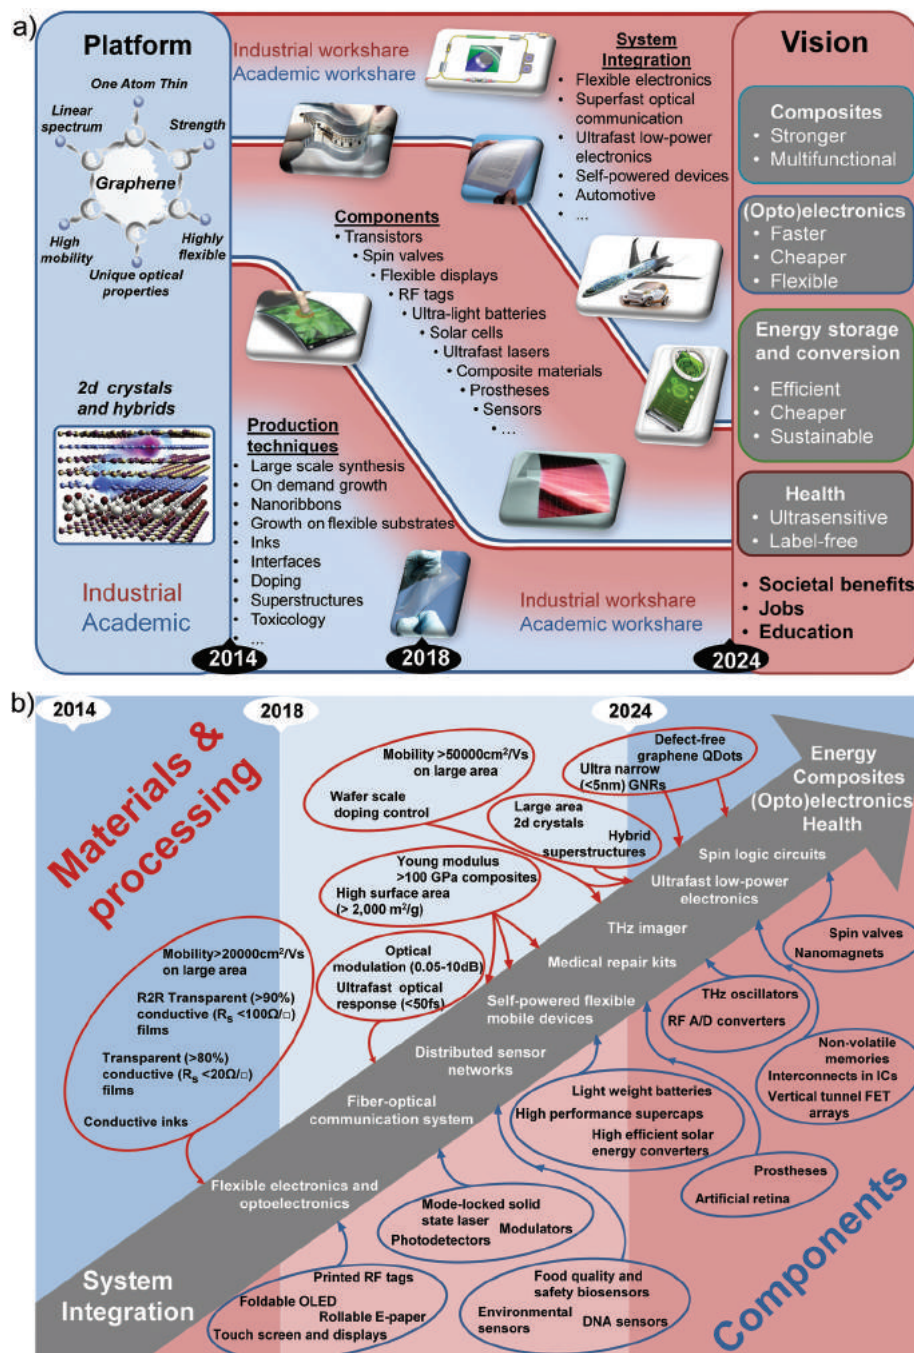 a)
Platform
One Atom Thin
Linear
spectrum
Strength
Graphene
High
mobility
Highly
flexible
Unique optical
properties
2d crystals
and hybrids
Industrial
Academic
Industrial workshare
Academic workshare
System
Integration
• Flexible electronics
• Superfast optical
communication
• Ultrafast low-power
electronics
• Self-powered devices
• Automotive
• ...
Components
• Transistors
• Spin valves
• Flexible displays
• RF tags
• Ultra-light batteries
• Solar cells
• Ultrafast lasers
• Composite materials
• Prostheses
• Sensors
• ...
Production
techniques
• Large scale synthesis
• On demand growth
• Nanoribbons
• Growth on flexible substrates
• Inks
• Interfaces
• Doping
• Superstructures
• Toxicology
• ...
Industrial workshare
Academic workshare
Vision
Composites
• Stronger
• Multifunctional
(Opto)electronics
• Faster
• Cheaper
• Flexible
Energy storage
and conversion
• Efficient
• Cheaper
• Sustainable
Health
• Ultrasensitive
• Label-free
• Societal benefits
• Jobs
• Education
2014
2018
2024
b)
2014
2018
2024
Materials &
processing
Mobility >50000cm²/Vs
on large area
Wafer scale
doping control
Defect-free
graphene QDots
Ultra narrow
(<5nm) GNRs
Large area
2d crystals
Hybrid
superstructures
Young modulus
>100 GPa composites
High surface area
(> 2,000 m²/g)
Optical
modulation (0.05-10dB)
Ultrafast optical
response (<50fs)
Mobility>20000cm²/Vs
on large area
R2R Transparent (>90%)
conductive (Rs <100Ω/□)
films
Transparent (>80%)
conductive (Rs <20Ω/□)
films
Conductive inks
Energy
Composites
(Opto)electronics
Health
Spin logic circuits
Ultrafast low-power
electronics
THz imager
Medical repair kits
Self-powered flexible
mobile devices
Distributed sensor
networks
Fiber-optical
communication system
Flexible electronics and
optoelectronics
System
Integration
Spin valves
Nanomagnets
THz oscillators
RF A/D converters
Non-volatile
memories
Interconnects in ICs
Vertical tunnel FET
arrays
Light weight batteries
High performance supercaps
High efficient solar
energy converters
Prostheses
Artificial retina
Mode-locked solid
state laser
Modulators
Photodetectors
Printed RF tags
Foldable OLED
Rollable E-paper
Touch screen and displays
Food quality and
safety biosensors
Environmental
sensors
DNA sensors
Components